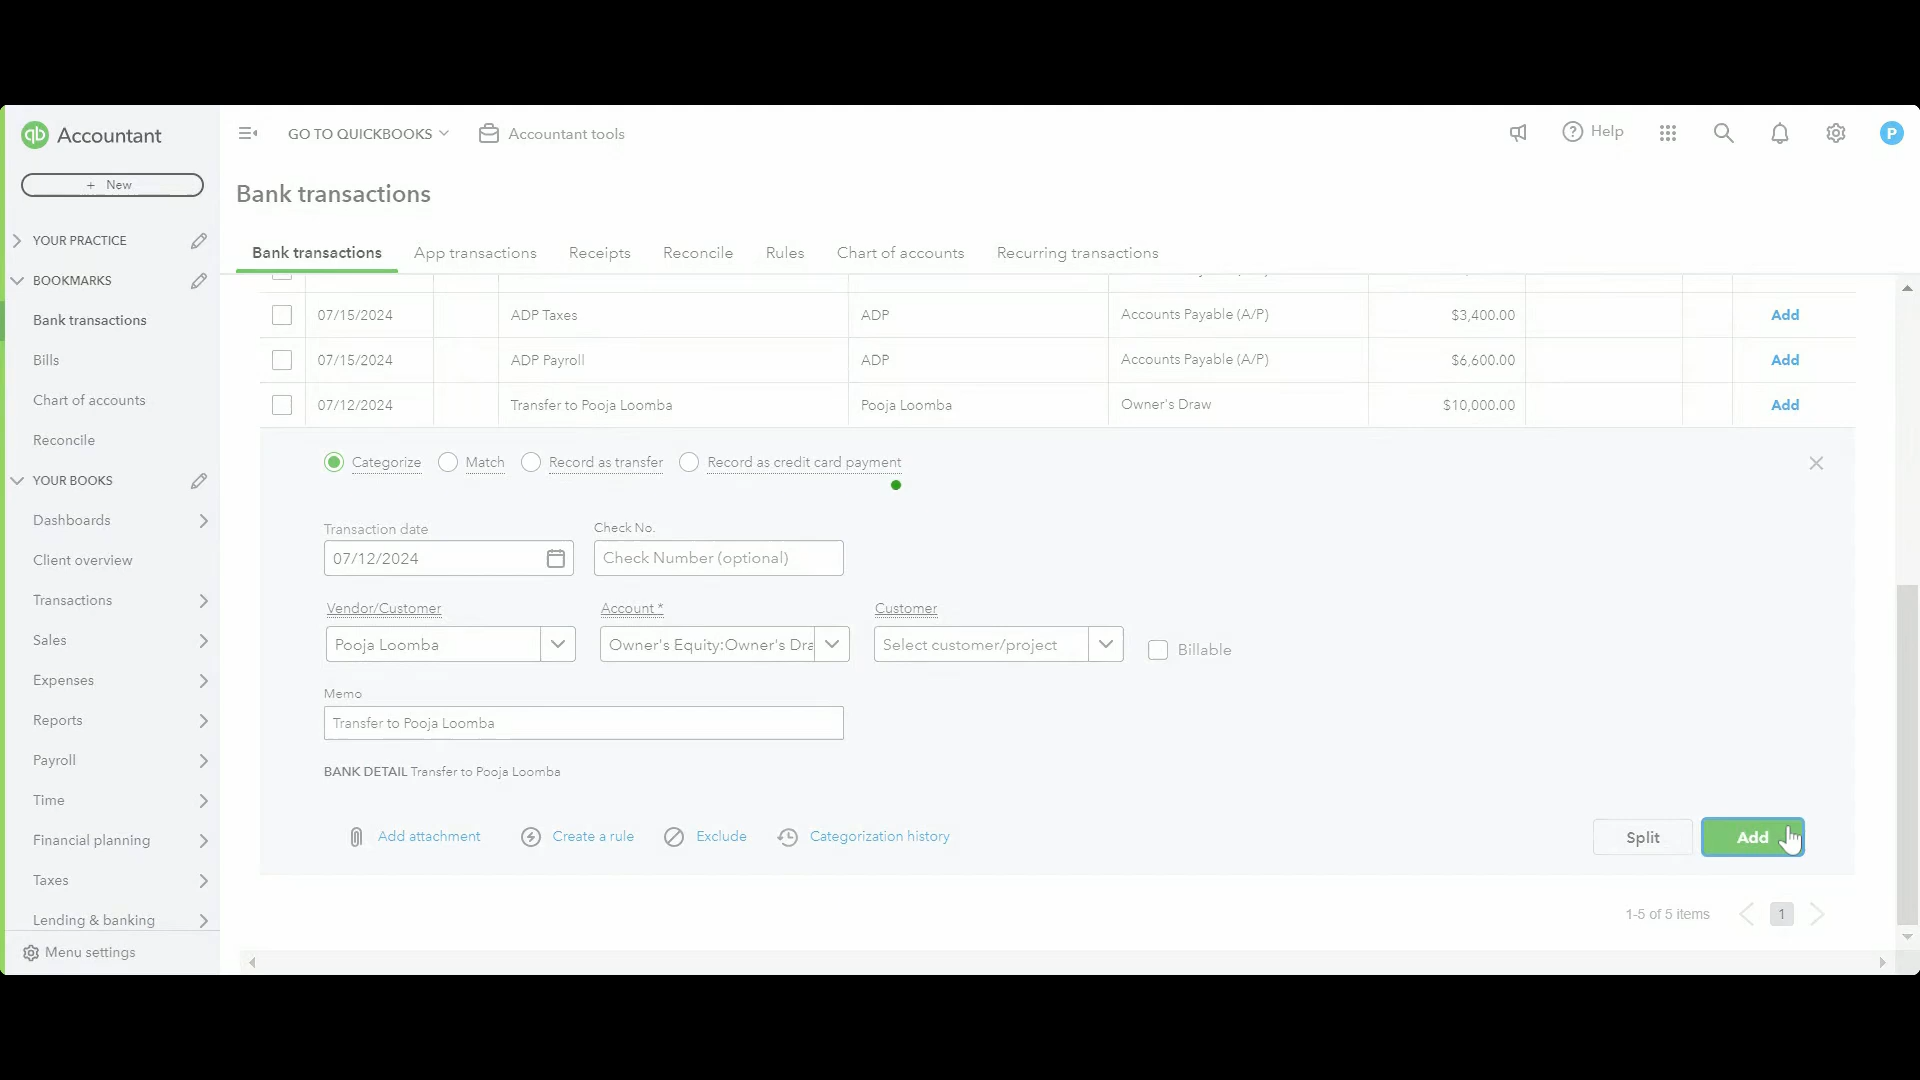 qb Accountant
GO TO QUICKBOOKS
Accountant tools
Help
P
+ New
Bank transactions
YOUR PRACTICE
BOOKMARKS
Bank transactions
Bills
Chart of accounts
Reconcile
YOUR BOOKS
Dashboards
Client overview
Transactions
Sales
Expenses
Reports
Payroll
Time
Financial planning
Taxes
Lending & banking
Menu settings
Bank transactions App transactions Receipts Reconcile Rules Chart of accounts Recurring transactions
07/15/2024 ADP Taxes ADP Accounts Payable (A/P) $3,400.00 Add
07/15/2024 ADP Payroll ADP Accounts Payable (A/P) $6,600.00 Add
07/12/2024 Transfer to Pooja Loomba Pooja Loomba Owner's Draw $10,000.00 Add
Categorize Match Record as transfer Record as credit card payment
Transaction date Check No.
07/12/2024 Check Number (optional)
Vendor/Customer Account * Customer
Pooja Loomba Owner's Equity:Owner's Dra Select customer/project Billable
Memo
Transfer to Pooja Loomba
BANK DETAIL Transfer to Pooja Loomba
Add attachment Create a rule Exclude Categorization history Split Add
1-5 of 5 items 1